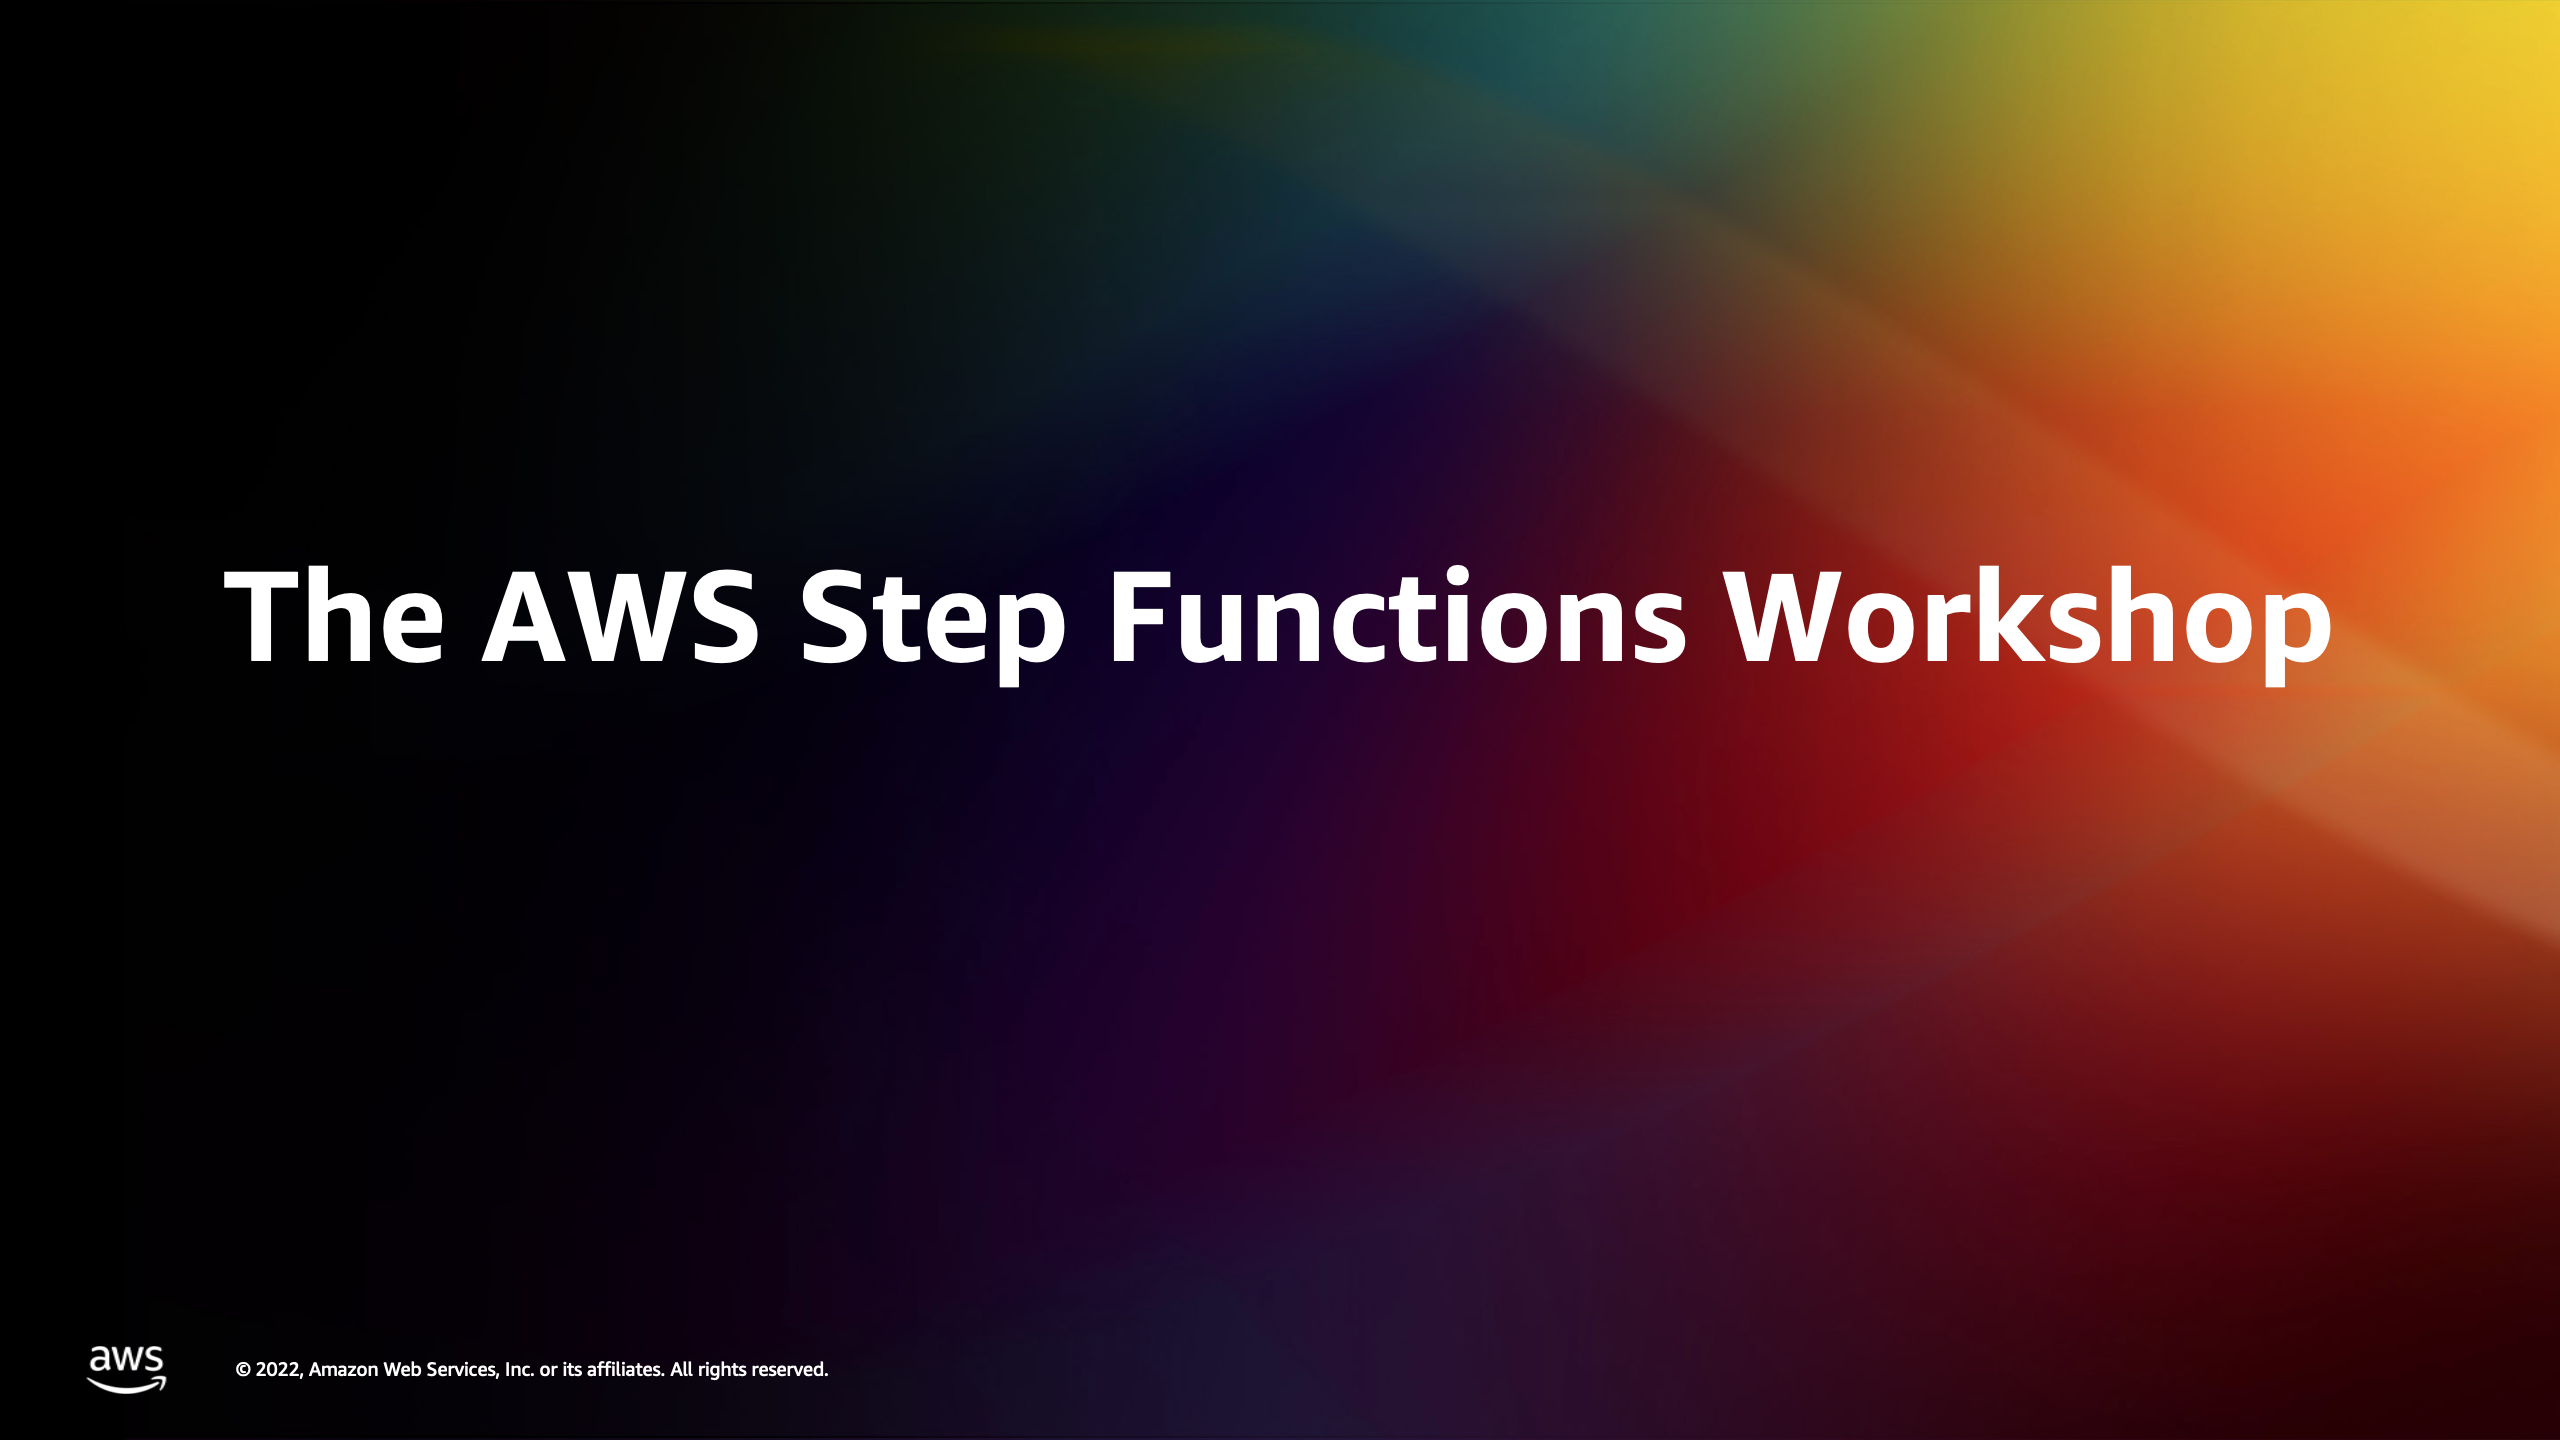 The AWS Step Functions Workshop
aws
© 2022, Amazon Web Services, Inc. or its affiliates. All rights reserved.